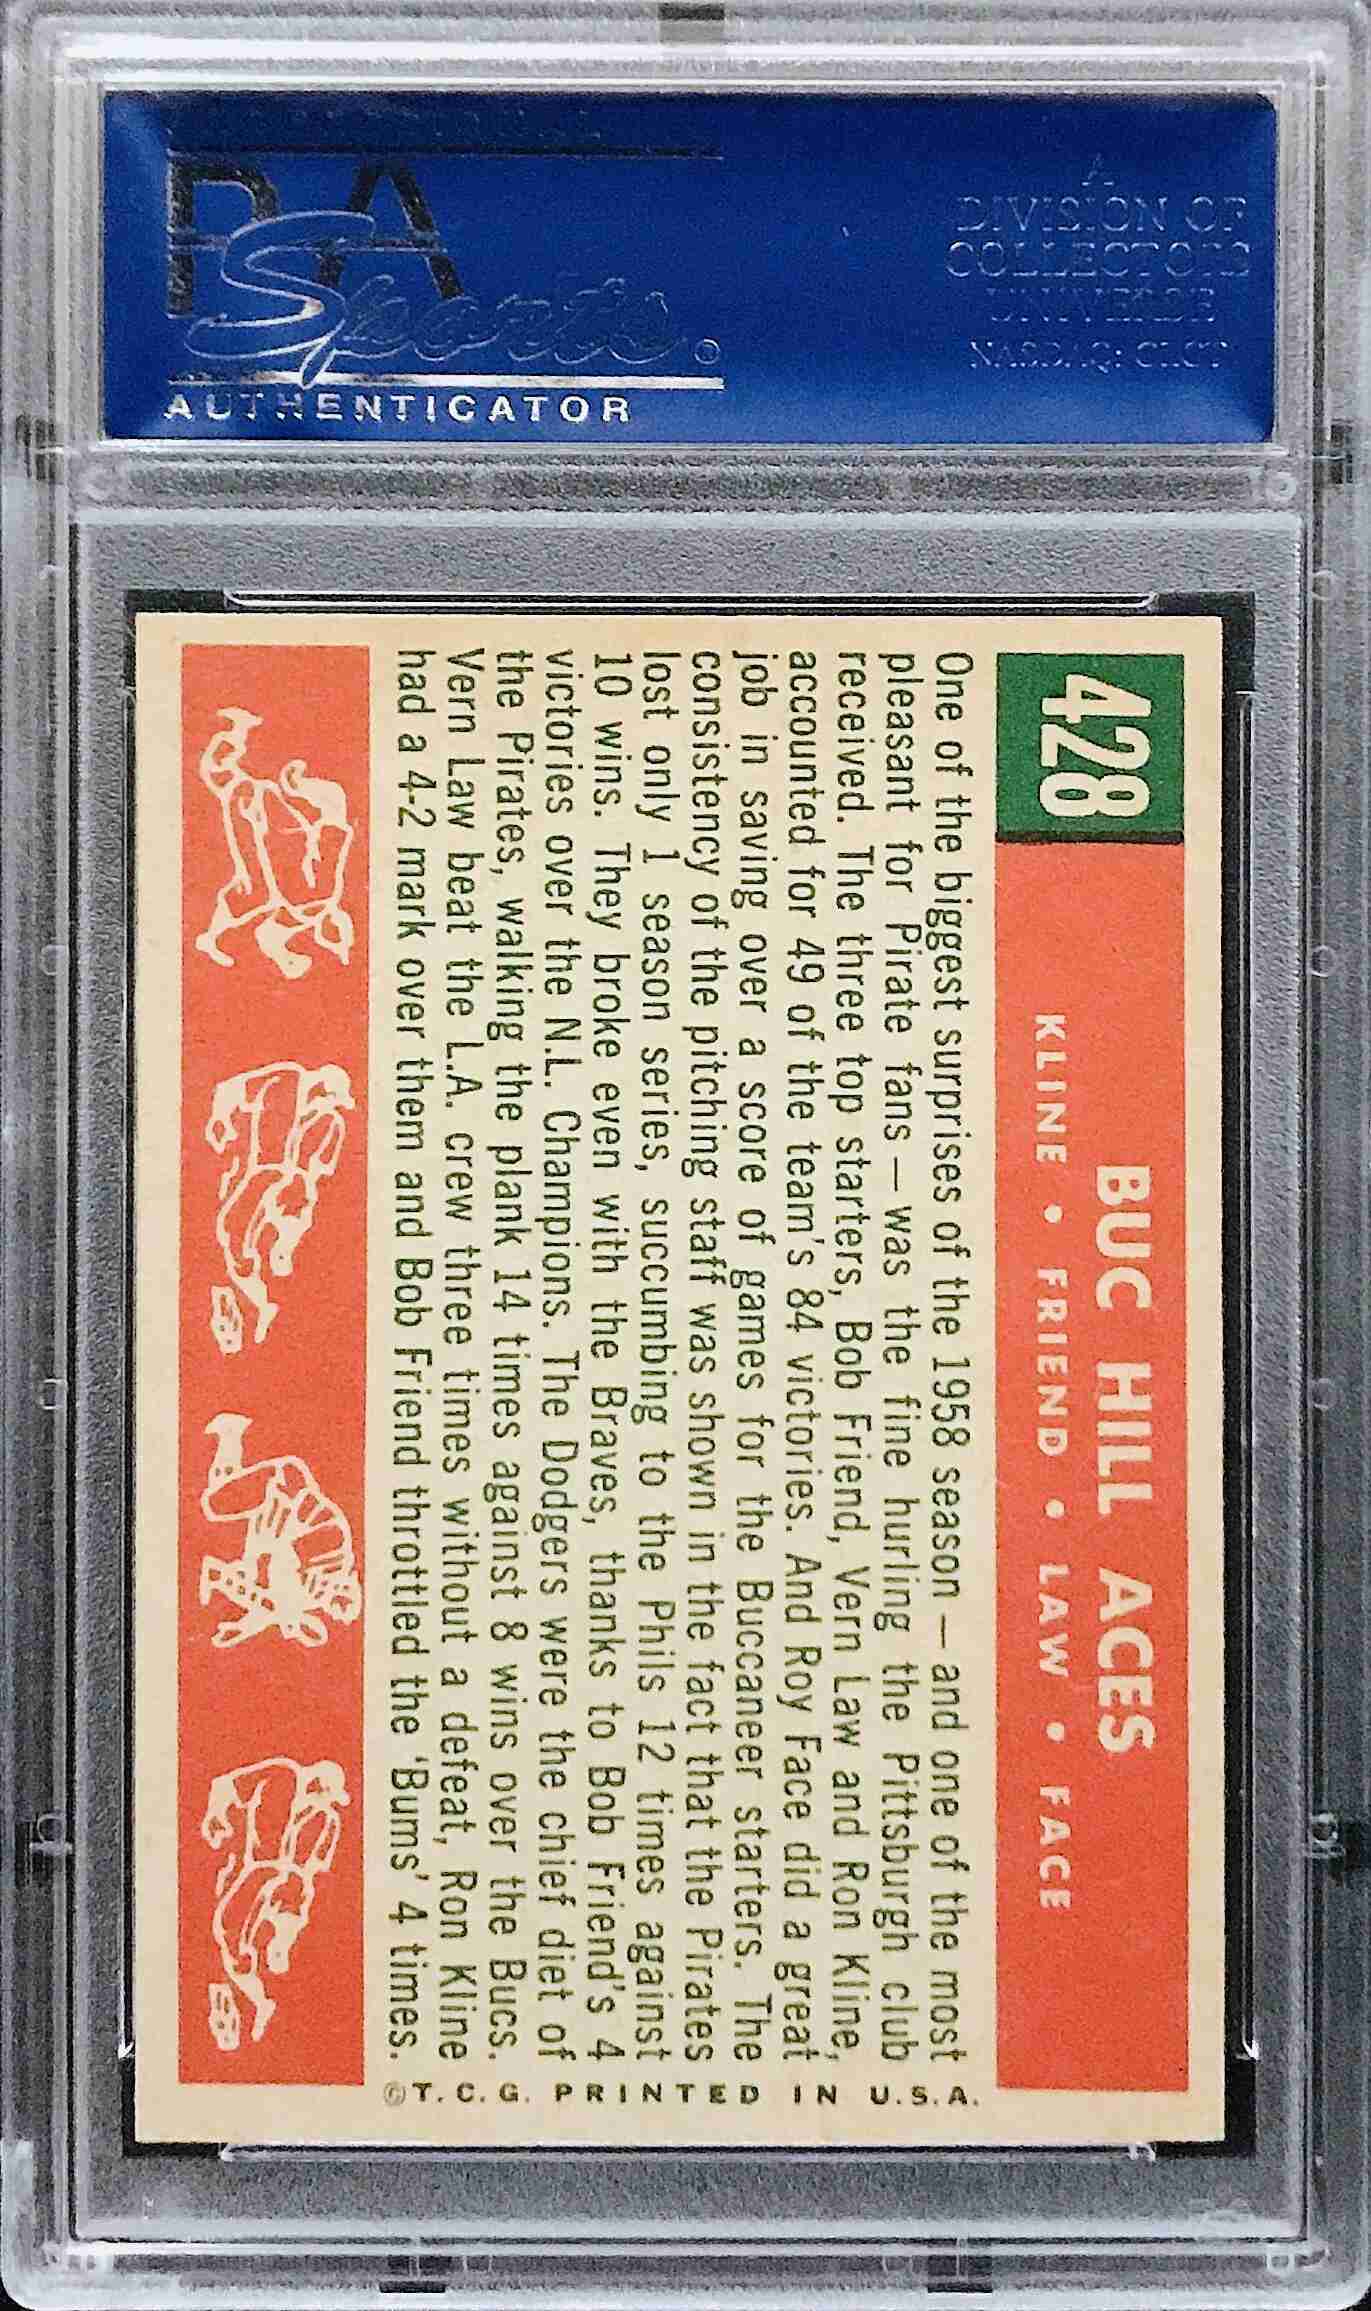 PSA
Sports
AUTHENTICATOR
DIVISION OF
COLLECTORS
UNIVERSE
NASDAQ: CLCT
428
BUC HILL ACES
KLINE • FRIEND • LAW • FACE
One of the biggest surprises of the 1958 season — and one of the most
pleasant for Pirate fans — was the fine hurling the Pittsburgh club
received. The three top starters, Bob Friend, Vern Law and Ron Kline,
accounted for 49 of the team's 84 victories. And Roy Face did a great
job in saving over a score of games for the Buccaneer starters. The
consistency of the pitching staff was shown in the fact that the Pirates
lost only 1 season series, succumbing to the Phils 12 times against
10 wins. They broke even with the Braves, thanks to Bob Friend's 4
victories over the N.L. Champions. The Dodgers were the chief diet of
the Pirates, walking the plank 14 times against 8 wins over the Bucs.
Vern Law beat the L.A. crew three times without a defeat, Ron Kline
had a 4-2 mark over them and Bob Friend throttled the 'Bums' 4 times.
©T.C.G. PRINTED IN U.S.A.